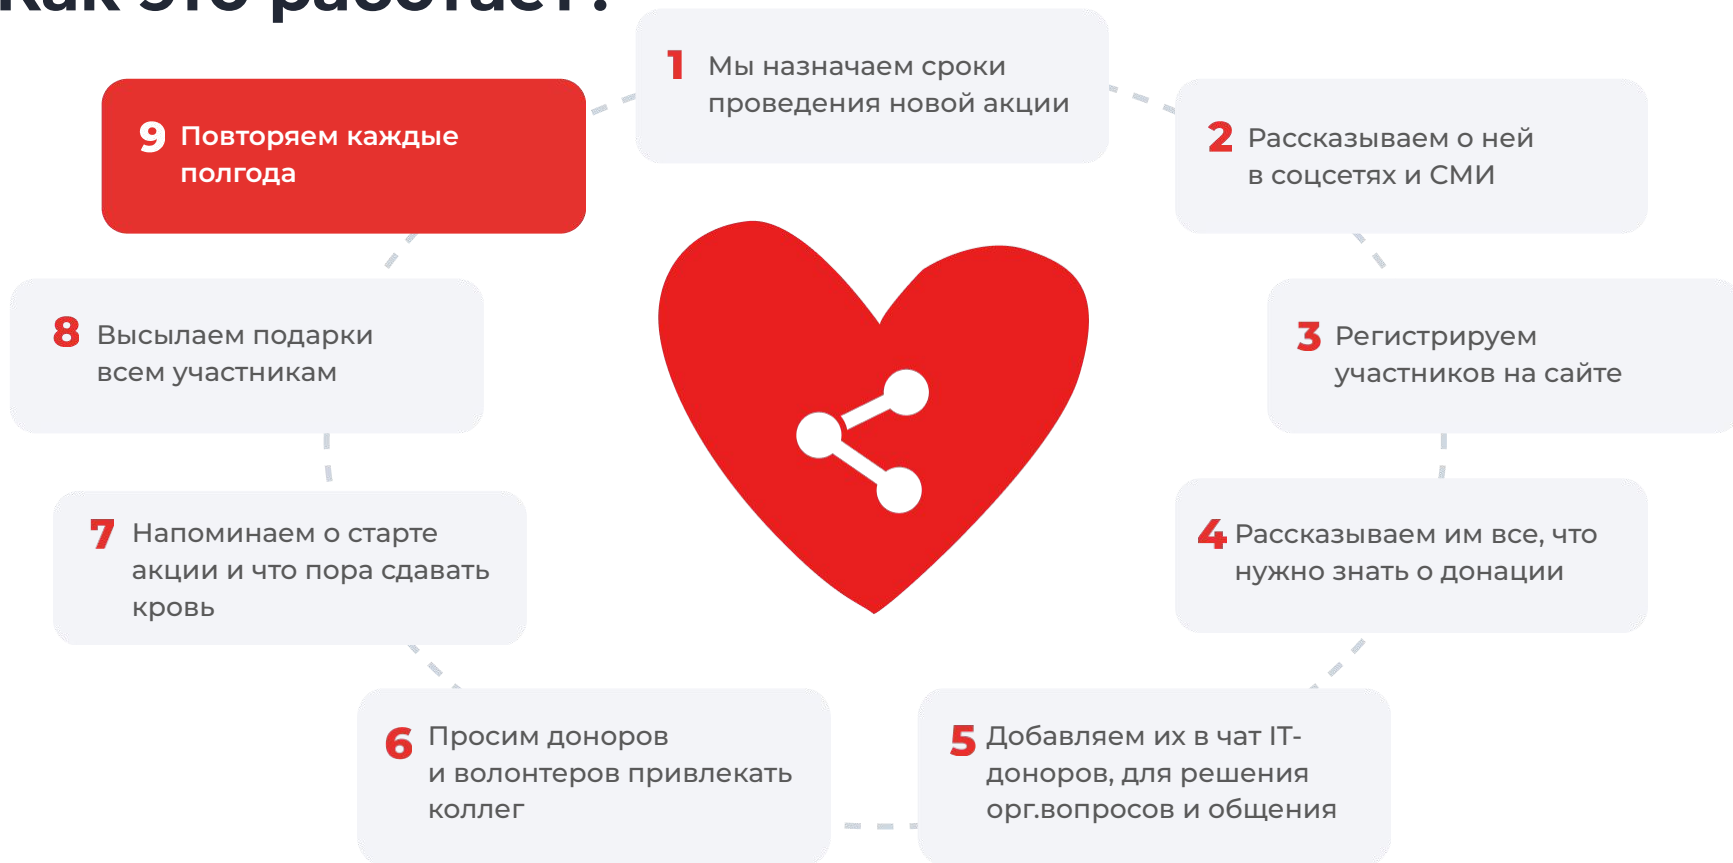 Как это работает?
1 Мы назначаем сроки
проведения новой акции
2 Рассказываем о ней
в соцсетях и СМИ
3 Регистрируем
участников на сайте
4 Рассказываем им все, что
нужно знать о донации
5 Добавляем их в чат IT-
доноров, для решения
орг.вопросов и общения
6 Просим доноров
и волонтеров привлекать
коллег
7 Напоминаем о старте
акции и что пора сдавать
кровь
8 Высылаем подарки
всем участникам
9 Повторяем каждые
полгода